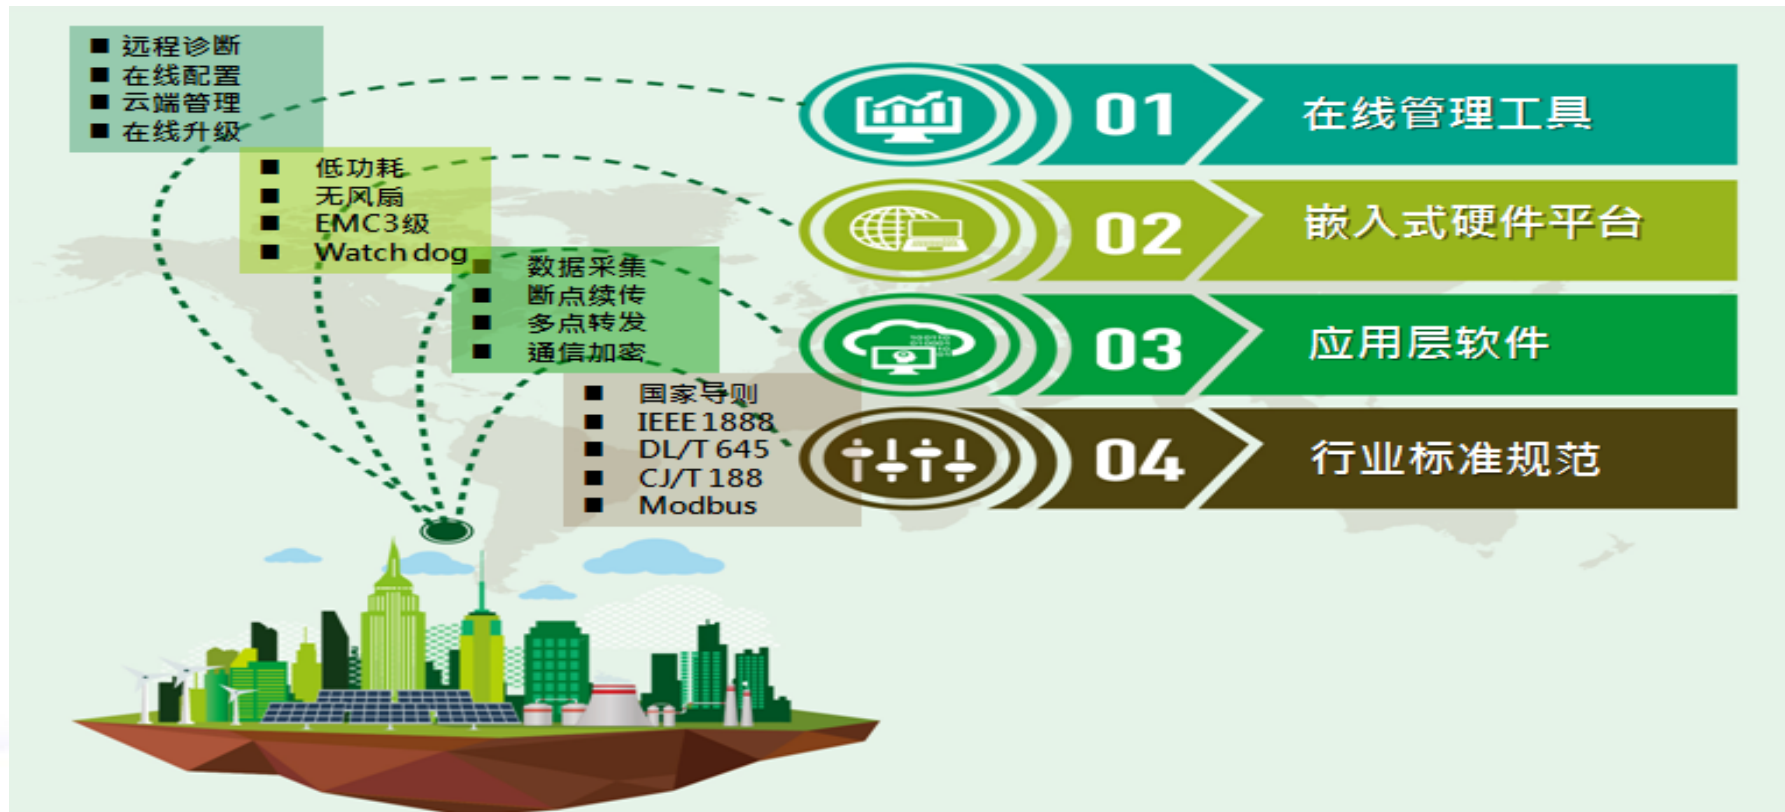 ■ 远程诊断
■ 在线配置
■ 云端管理
■ 在线升级
■ 低功耗
■ 无风扇
■ EMC3级
■ Watch dog
■ 数据采集
■ 断点续传
■ 多点转发
■ 通信加密
■ 国家导则
■ IEEE 1888
■ DL/T 645
■ CJ/T 188
■ Modbus
01 在线管理工具
02 嵌入式硬件平台
03 应用层软件
04 行业标准规范